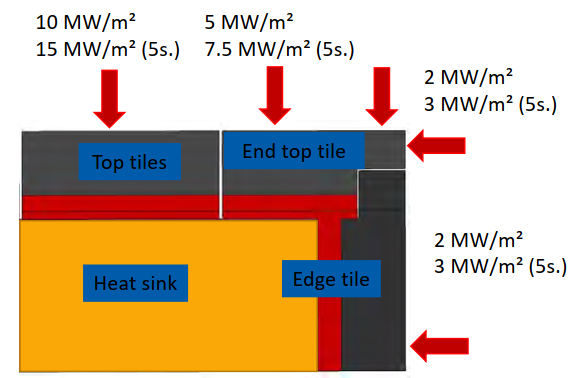 10 MW/m²
15 MW/m² (5s.)
5 MW/m²
7.5 MW/m² (5s.)
2 MW/m²
3 MW/m² (5s.)
Top tiles
End top tile
2 MW/m²
3 MW/m² (5s.)
Heat sink
Edge tile